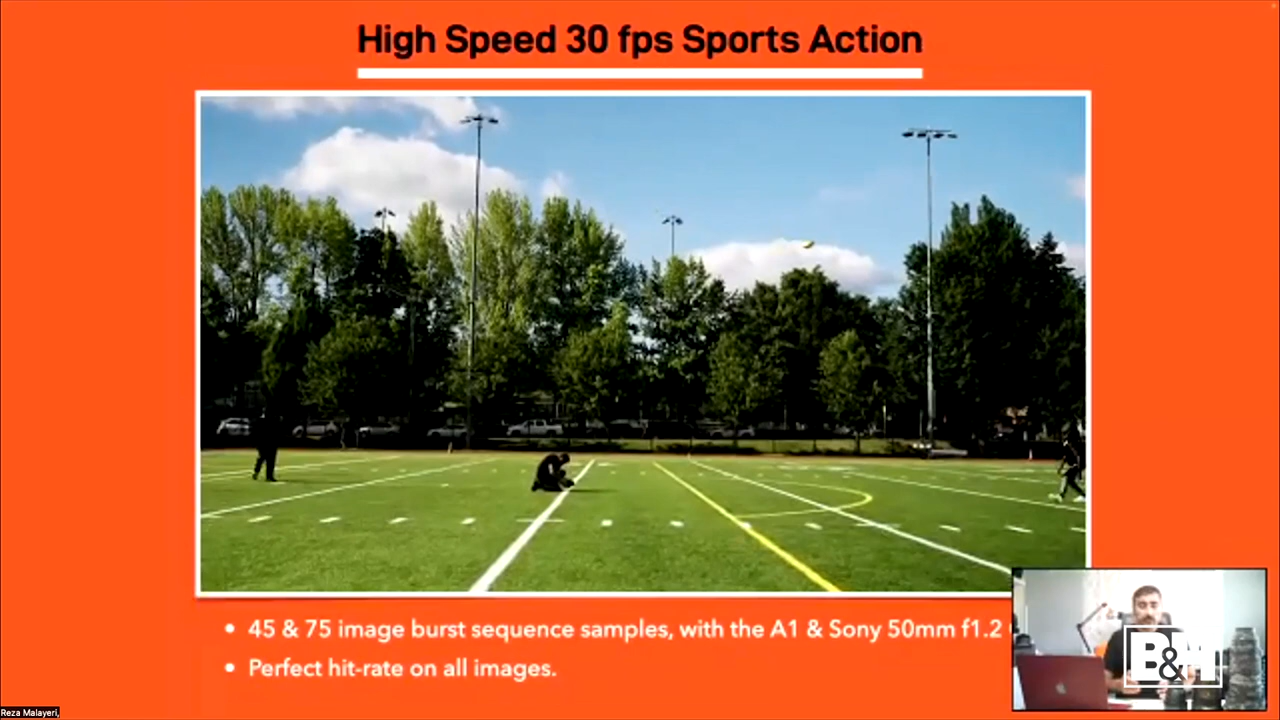 High Speed 30 fps Sports Action
• 45 & 75 image burst sequence samples, with the A1 & Sony 50mm f1.2
• Perfect hit-rate on all images.
B&H
Reza Malayeri,